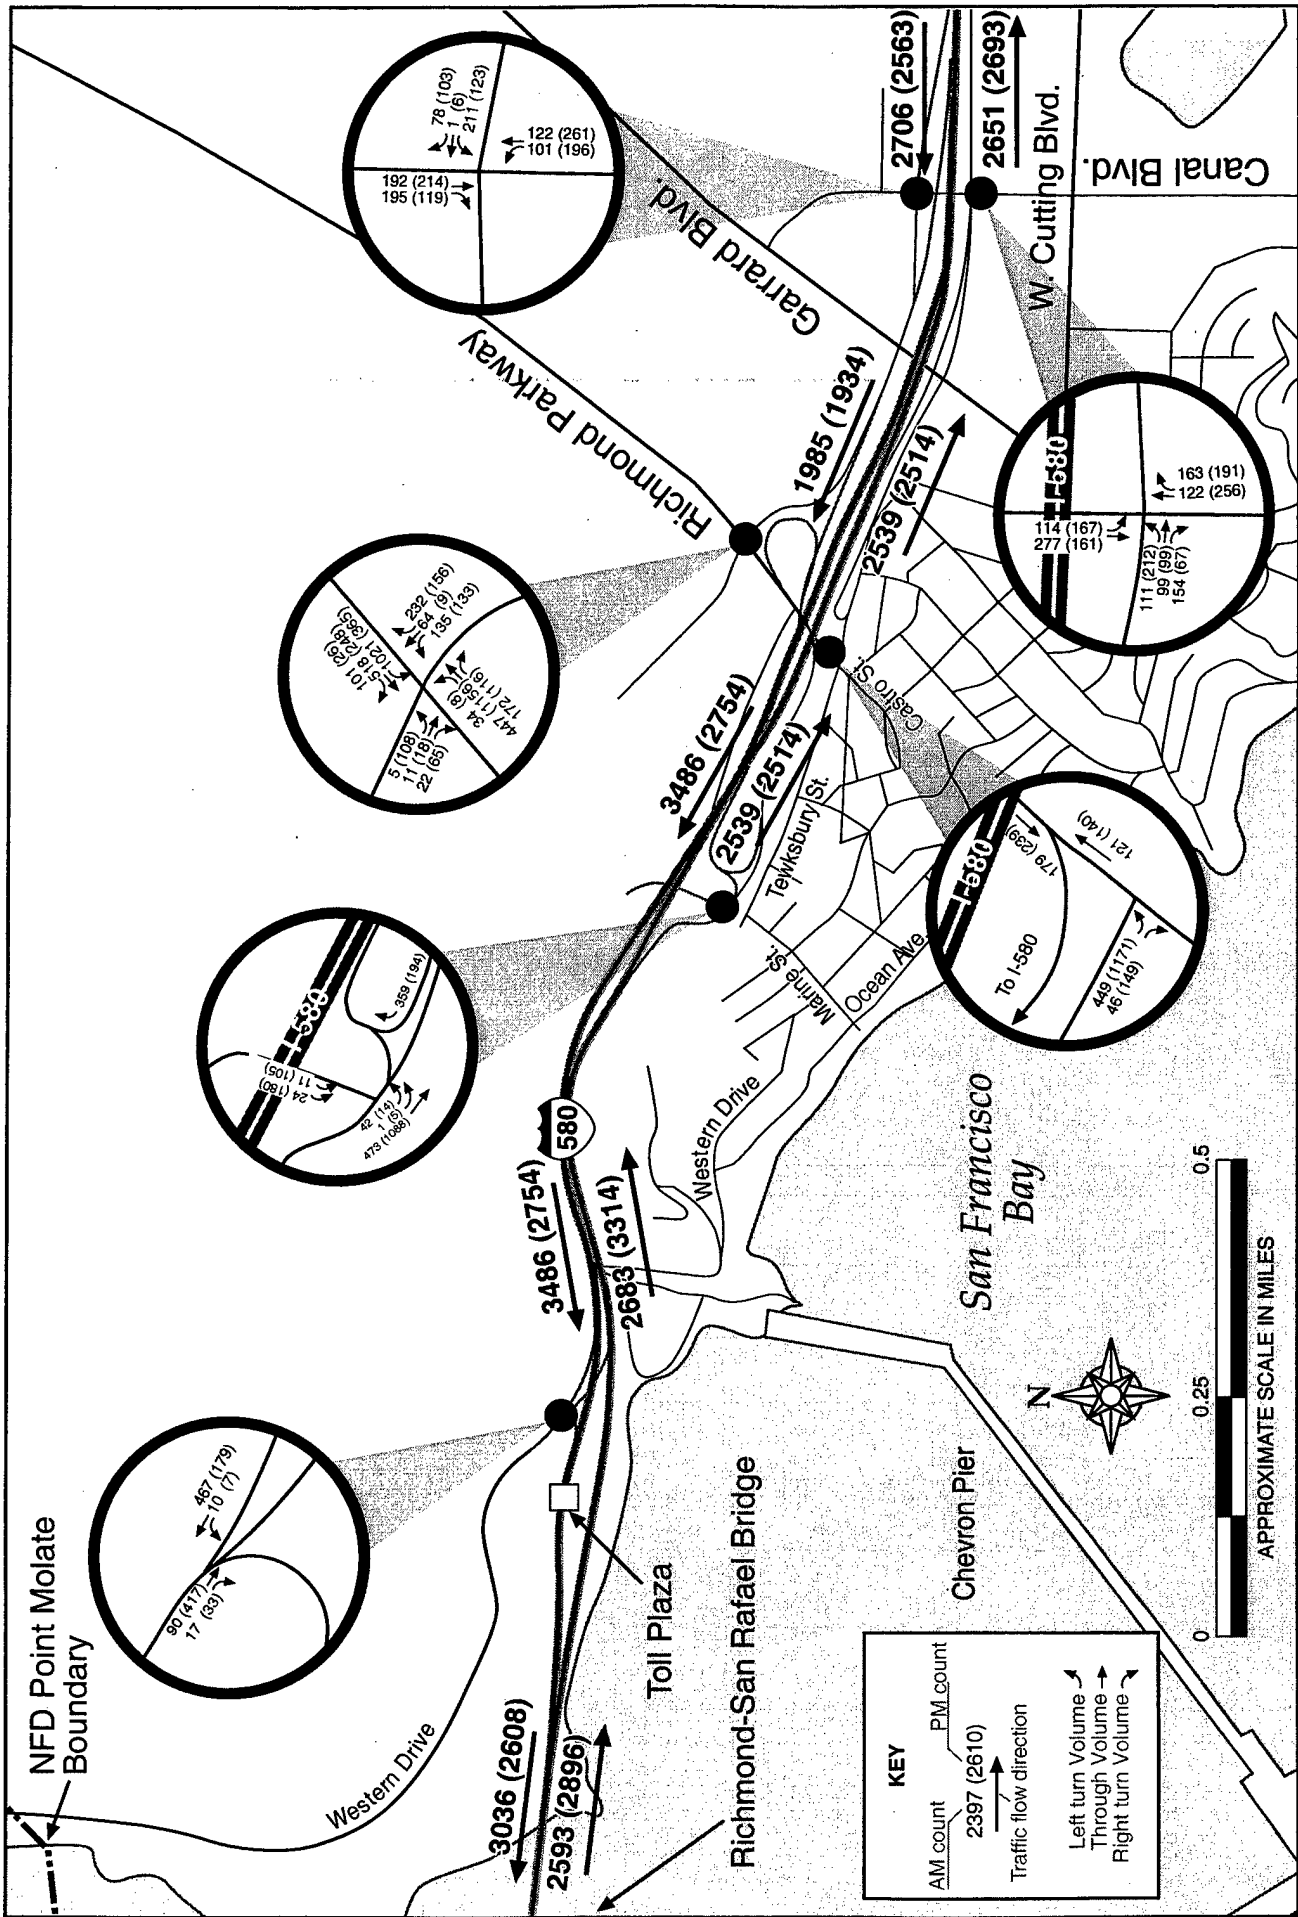 NFD Point Molate
Boundary
Western Drive
90 (417)
17 (33)
467 (179)
10 (7)
3036 (2608)
2593 (2896)
Toll Plaza
Richmond-San Rafael Bridge
3486 (2754)
2683 (3314)
580
I-580
24 (180)
11 (105)
42 (14)
1 (5)
473 (1088)
359 (194)
Western Drive
Marine St.
Ocean Ave.
Tewksbury St.
Castro St.
3486 (2754)
2539 (2514)
101 (26)
518 (248)
1021 (365)
232 (156)
64 (9)
135 (133)
5 (108)
11 (18)
22 (65)
34 (8)
447 (1156)
172 (116)
Richmond Parkway
Garrard Blvd.
1985 (1934)
2539 (2514)
192 (214)
195 (119)
78 (103)
1 (6)
211 (123)
122 (261)
101 (196)
2706 (2563)
2651 (2693)
W. Cutting Blvd.
Canal Blvd.
I-580
114 (167)
277 (161)
111 (212)
99 (99)
154 (67)
163 (191)
122 (256)
I-580
To I-580
179 (239)
121 (140)
449 (1171)
46 (149)
San Francisco
Bay
Chevron Pier
N
0
0.25
0.5
APPROXIMATE SCALE IN MILES
KEY
AM count
PM count
2397 (2610)
Traffic flow direction
Left turn Volume
Through Volume
Right turn Volume